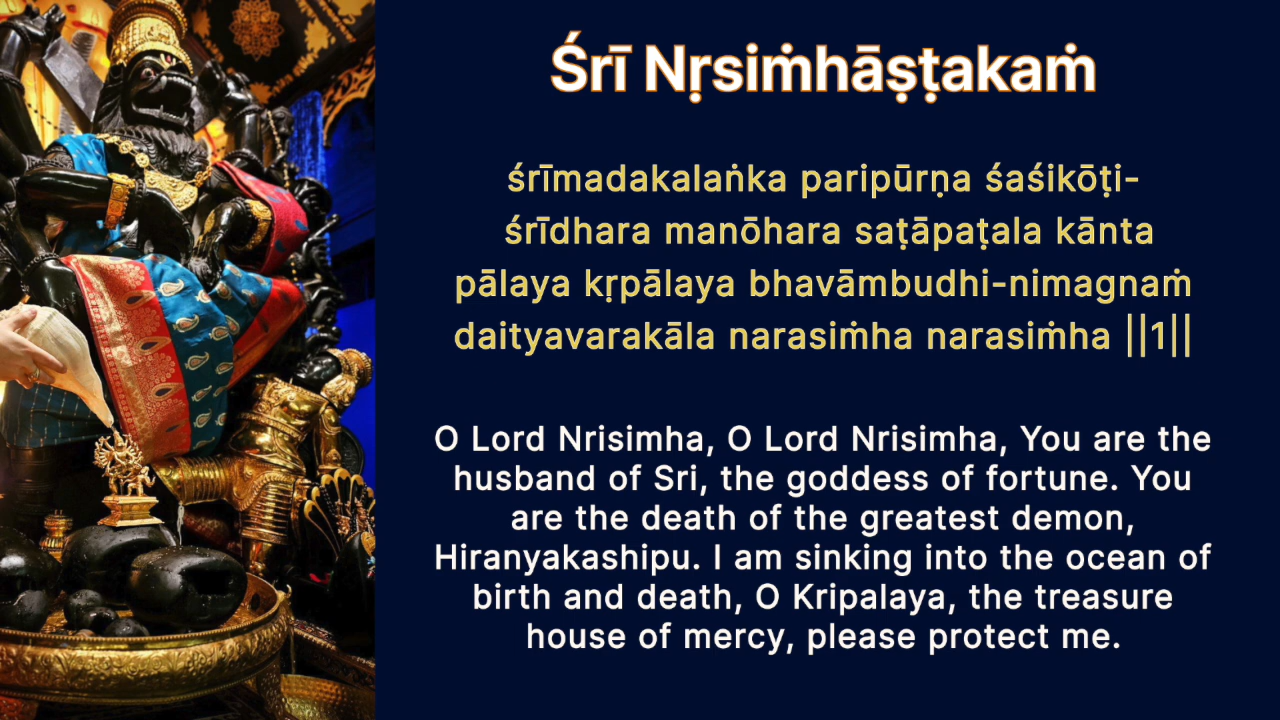 Śrī Nṛsiṁhāṣṭakaṁ
śrīmadakalaṅka paripūrṇa śaśikōṭi-
śrīdhara manōhara saṭāpaṭala kānta
pālaya kṛpālaya bhavāmbudhi-nimagnaṁ
daityavarakāla narasiṁha narasiṁha ||1||
O Lord Nrisimha, O Lord Nrisimha, You are the
husband of Sri, the goddess of fortune. You
are the death of the greatest demon,
Hiranyakashipu. I am sinking into the ocean of
birth and death, O Kripalaya, the treasure
house of mercy, please protect me.